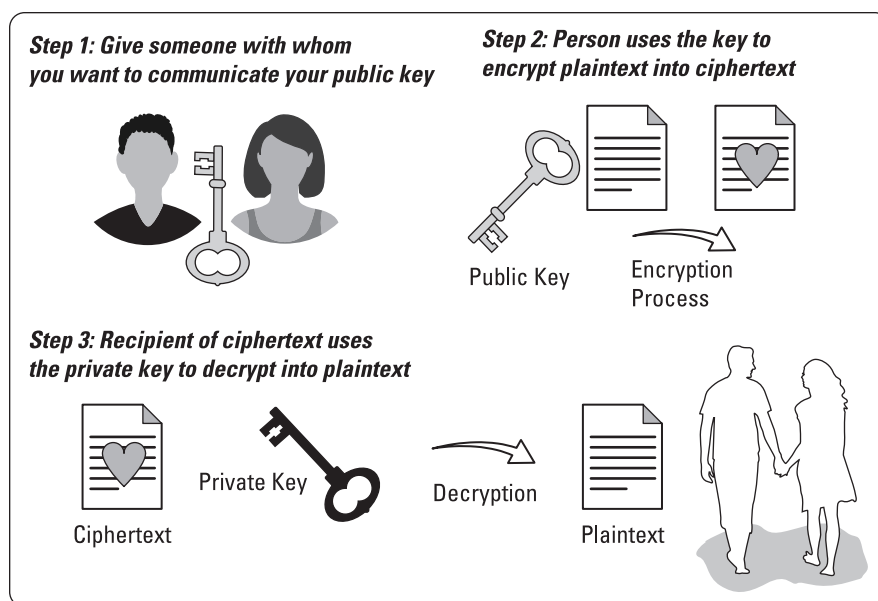 Step 1: Give someone with whom
you want to communicate your public key
Step 2: Person uses the key to
encrypt plaintext into ciphertext
Public Key
Encryption
Process
Step 3: Recipient of ciphertext uses
the private key to decrypt into plaintext
Ciphertext
Private Key
Decryption
Plaintext